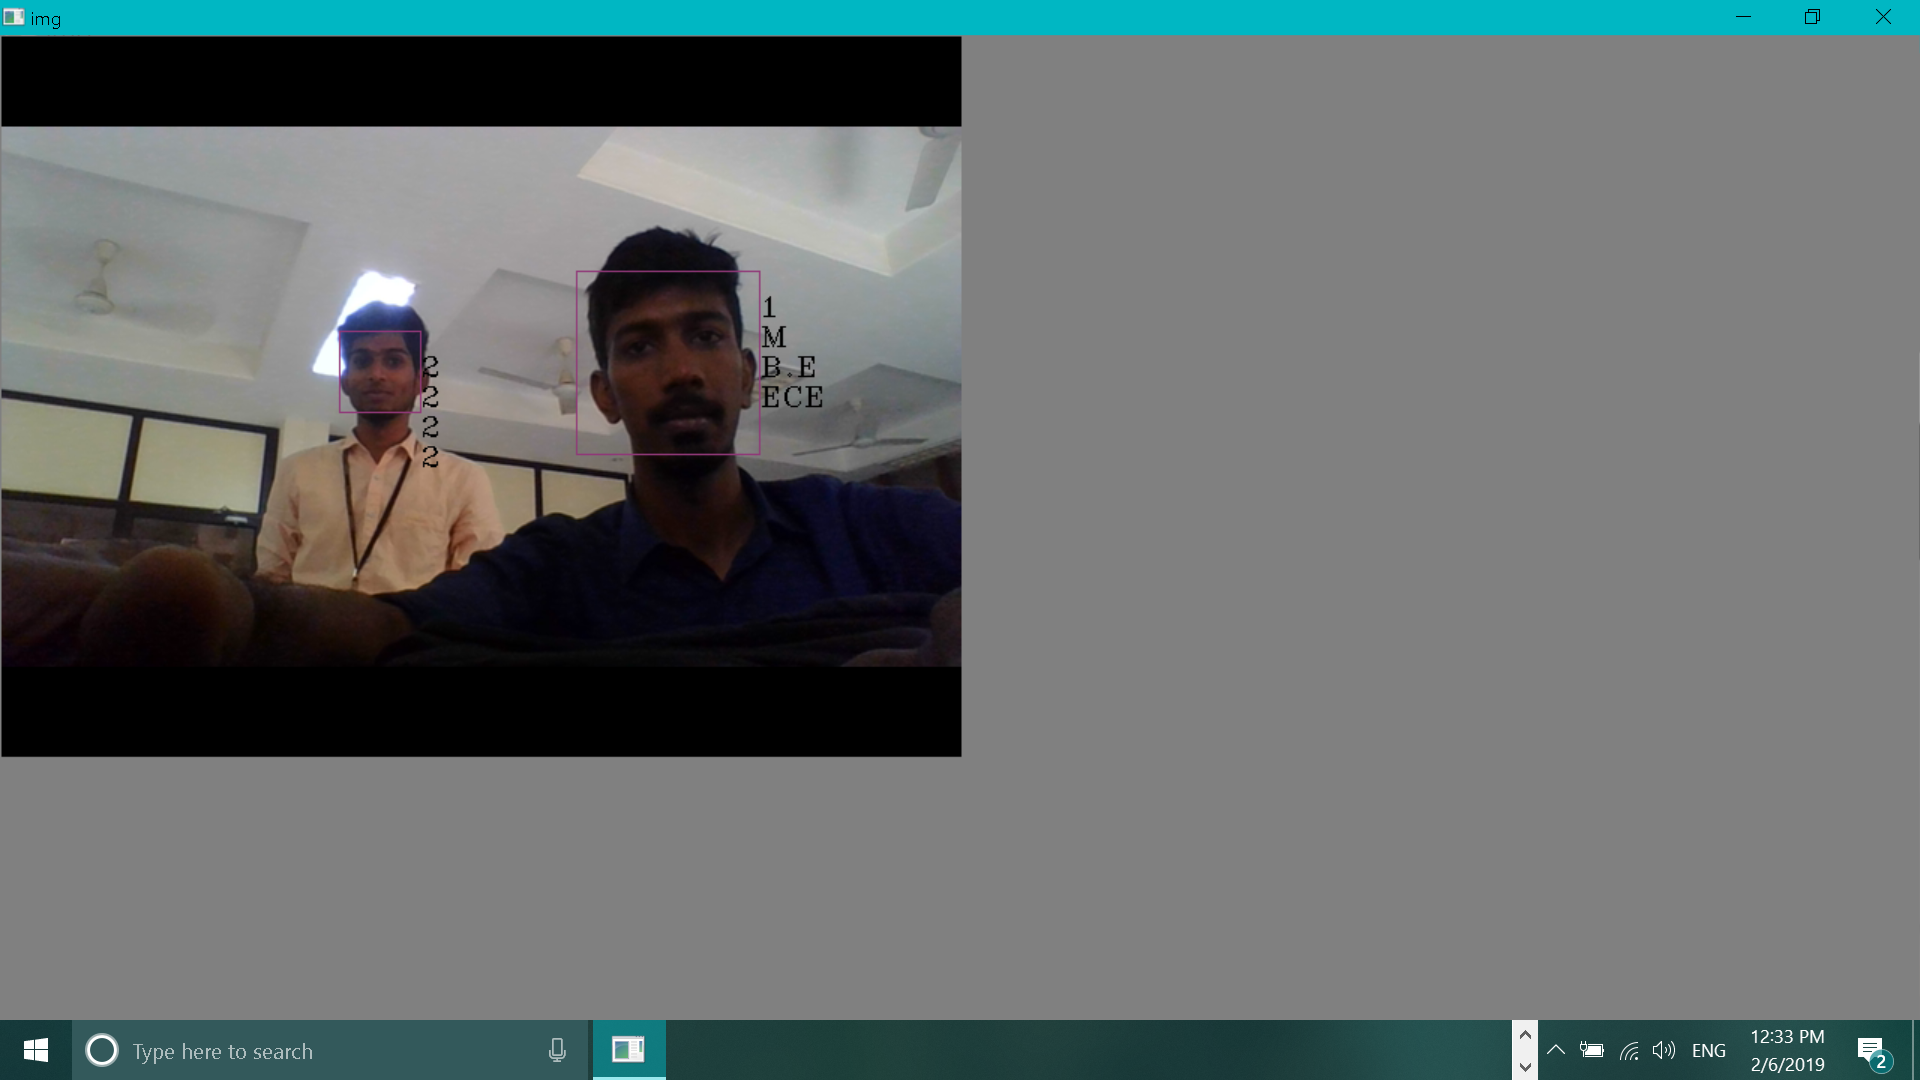 img
1
M
B.E
ECE
2
2
2
2
Type here to search
ENG
12:33 PM
2/6/2019
2